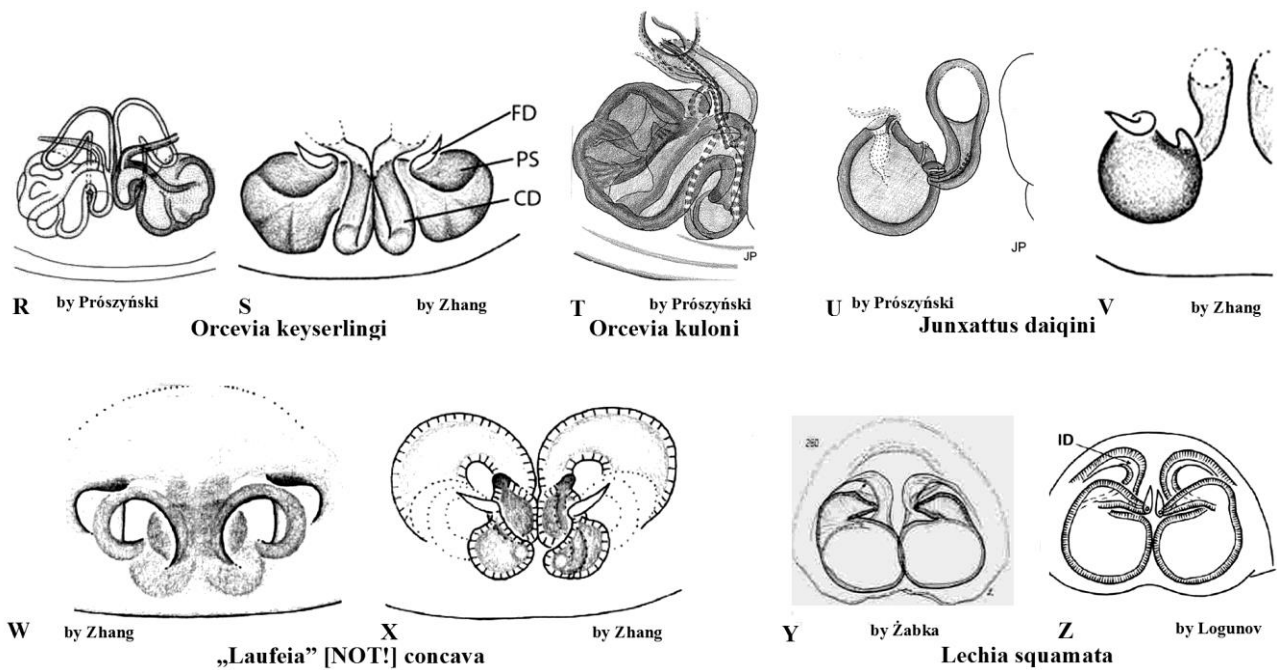 FD
PS
CD
JP
JP
R by Prószyński
S by Zhang
T by Prószyński
U by Prószyński
V by Zhang
Orcevia keyserlingi
Orcevia kuloni
Junxattus daiqini
260
ID
W by Zhang
X by Zhang
Y by Żabka
Z by Logunov
„Laufeia” [NOT!] concava
Lechia squamata